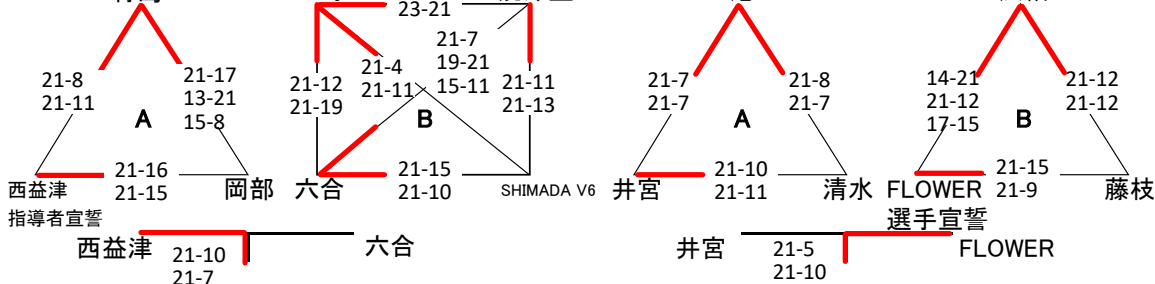 23-21
21-8
21-11
21-17
13-21
15-8
A
21-16
21-15
西益津
指導者宣誓
岡部
21-12
21-19
21-4
21-11
21-7
19-21
15-11
21-11
21-13
B
21-15
21-10
六合
SHIMADA V6
21-7
21-7
21-8
21-7
A
21-10
21-11
井宮
清水
14-21
21-12
17-15
21-12
21-12
B
21-15
21-9
FLOWER
選手宣誓
藤枝
西益津
21-10
21-7
六合
井宮
21-5
21-10
FLOWER